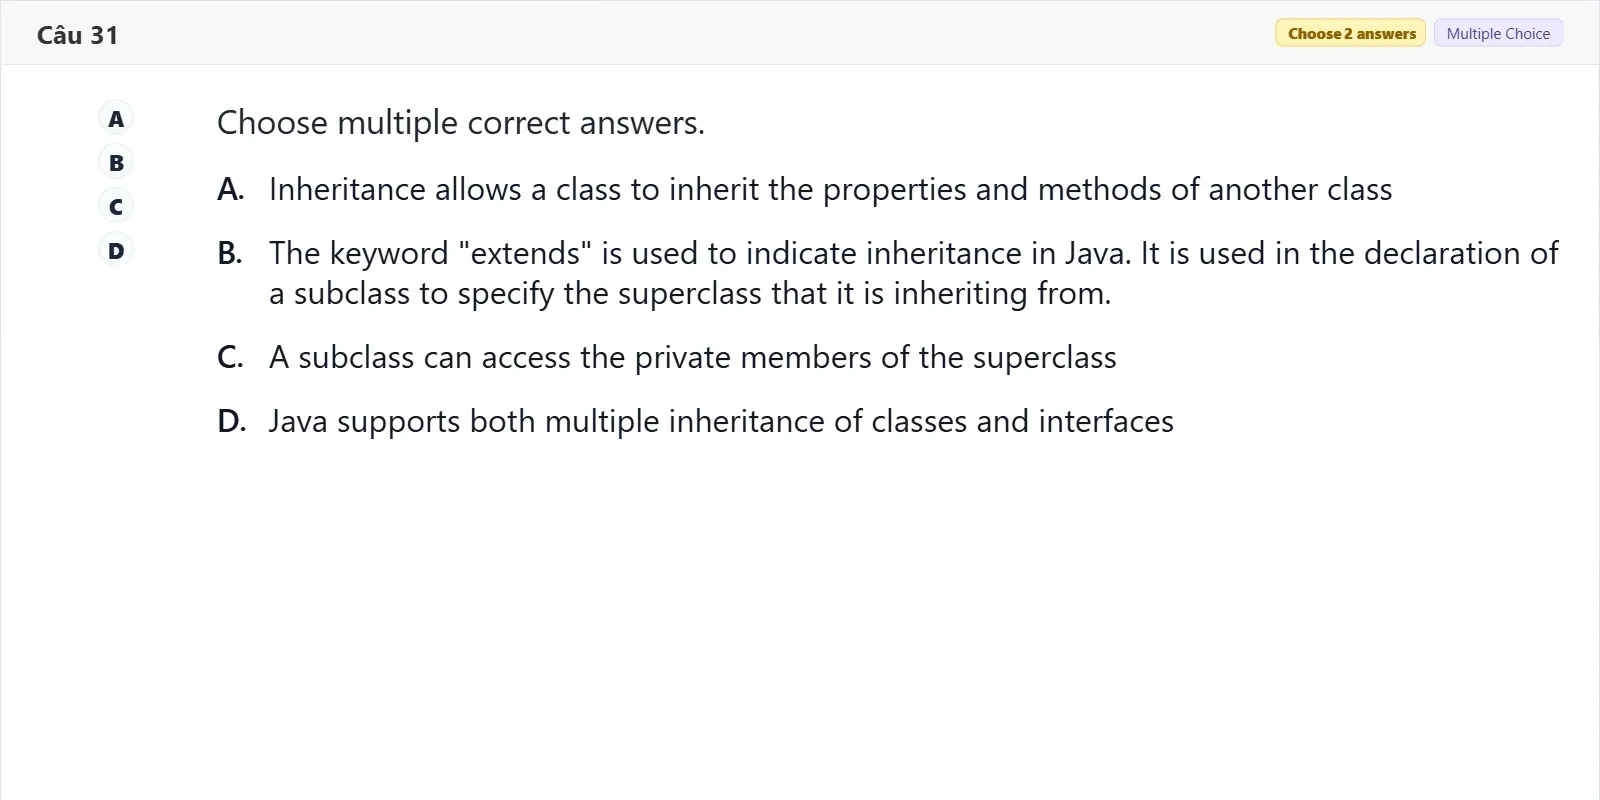 Câu 31
Choose 2 answers
Multiple Choice
A
B
C
D
Choose multiple correct answers.
A. Inheritance allows a class to inherit the properties and methods of another class
B. The keyword "extends" is used to indicate inheritance in Java. It is used in the declaration of
a subclass to specify the superclass that it is inheriting from.
C. A subclass can access the private members of the superclass
D. Java supports both multiple inheritance of classes and interfaces